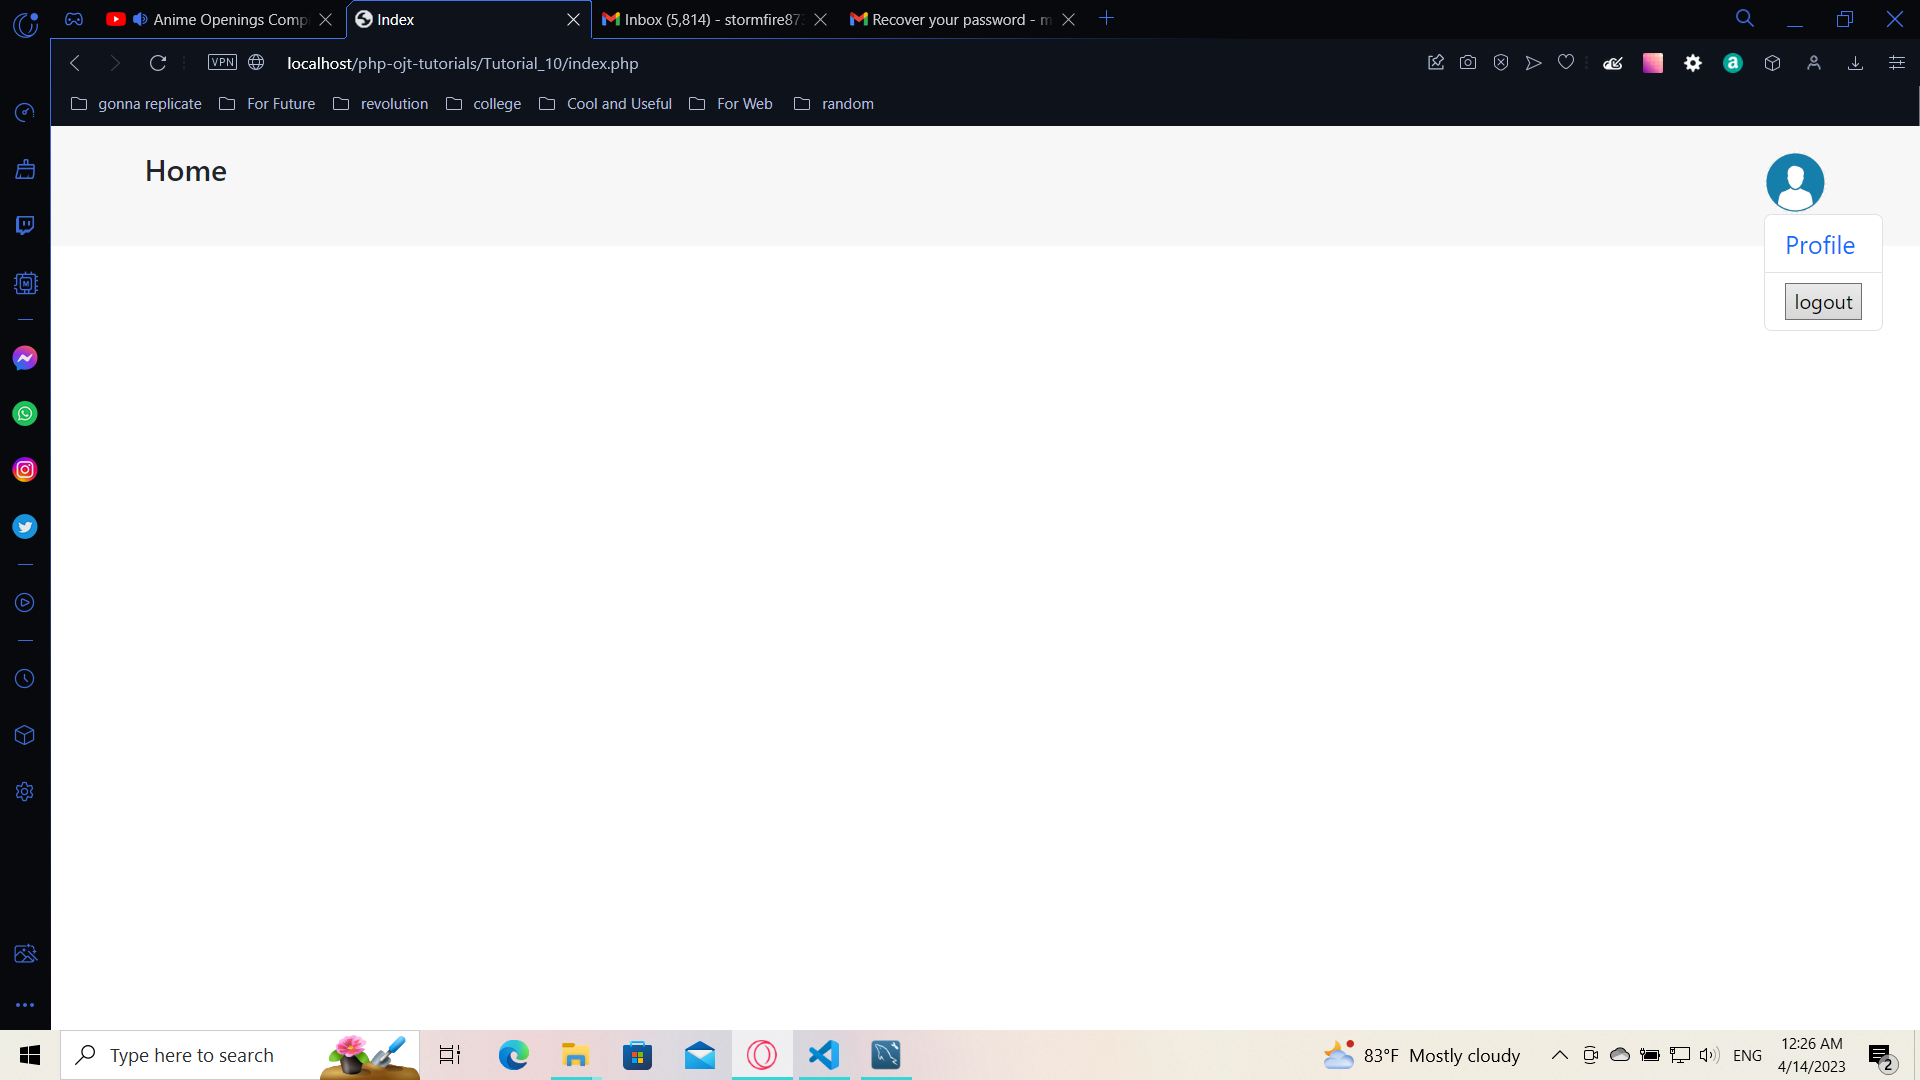 Anime Openings Comp
Index
Inbox (5,814) - stormfire873
Recover your password - m
VPN
localhost/php-ojt-tutorials/Tutorial_10/index.php
gonna replicate
For Future
revolution
college
Cool and Useful
For Web
random
Home
Profile
logout
Type here to search
83°F Mostly cloudy
ENG
12:26 AM
4/14/2023
2